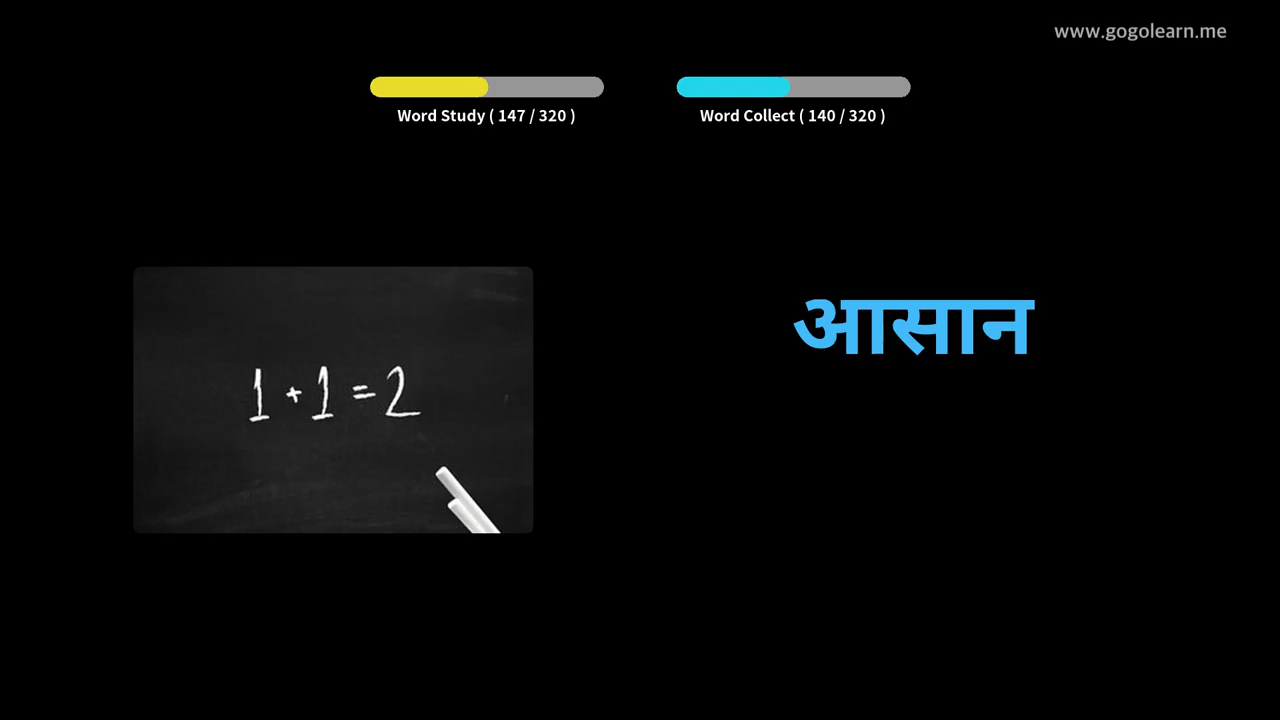 www.gogolearn.me
Word Study ( 147 / 320 )
Word Collect ( 140 / 320 )
आसान
1 + 1 = 2